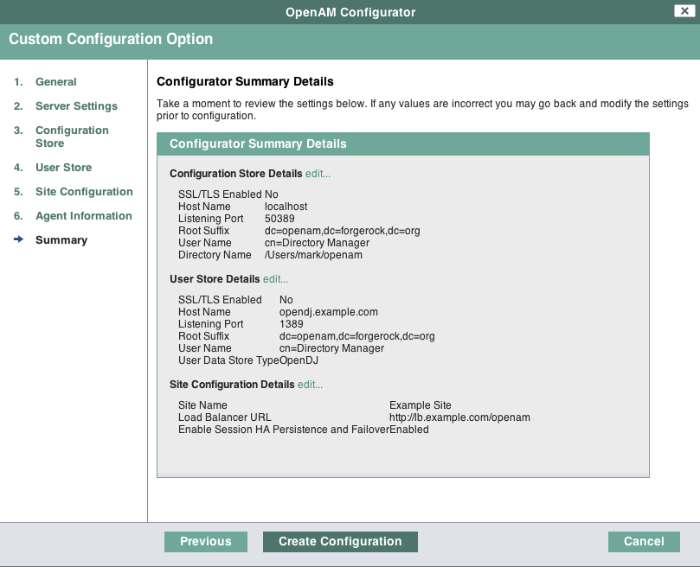 OpenAM Configurator
Custom Configuration Option
1. General
2. Server Settings
3. Configuration
Store
4. User Store
5. Site Configuration
6. Agent Information
Summary
Configurator Summary Details
Take a moment to review the settings below. If any values are incorrect you may go back and modify the settings
prior to configuration.
Configurator Summary Details
Configuration Store Details edit...
SSL/TLS Enabled No
Host Name localhost
Listening Port 50389
Root Suffix dc=openam,dc=forgerock,dc=org
User Name cn=Directory Manager
Directory Name /Users/mark/openam
User Store Details edit...
SSL/TLS Enabled No
Host Name opendj.example.com
Listening Port 1389
Root Suffix dc=openam,dc=forgerock,dc=org
User Name cn=Directory Manager
User Data Store TypeOpenDJ
Site Configuration Details edit...
Site Name Example Site
Load Balancer URL http://lb.example.com/openam
Enable Session HA Persistence and FailoverEnabled
Previous
Create Configuration
Cancel